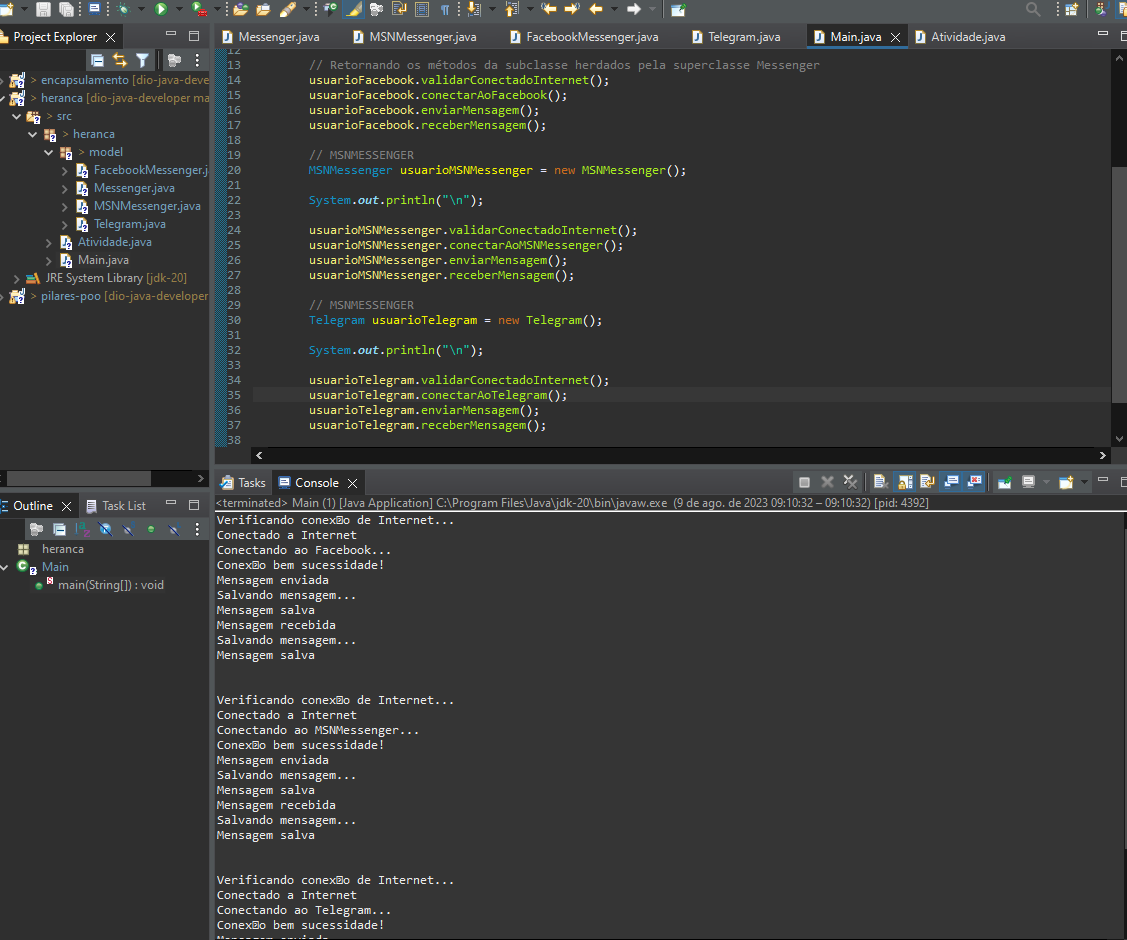 Project Explorer
> encapsulamento [dio-java-deve
> heranca [dio-java-developer ma
> src
> heranca
> model
FacebookMessenger.j
Messenger.java
MSNMessenger.java
Telegram.java
Atividade.java
Main.java
JRE System Library [jdk-20]
> pilares-poo [dio-java-developer
Outline
Task List
heranca
Main
main(String[]) : void
Messenger.java
MSNMessenger.java
FacebookMessenger.java
Telegram.java
Main.java
Atividade.java
12
13 // Retornando os métodos da subclasse herdados pela superclasse Messenger
14 usuarioFacebook.validarConectadoInternet();
15 usuarioFacebook.conectarAoFacebook();
16 usuarioFacebook.enviarMensagem();
17 usuarioFacebook.receberMensagem();
18
19 // MSNMESSENGER
20 MSNMessenger usuarioMSNMessenger = new MSNMessenger();
21
22 System.out.println("\n");
23
24 usuarioMSNMessenger.validarConectadoInternet();
25 usuarioMSNMessenger.conectarAoMSNMessenger();
26 usuarioMSNMessenger.enviarMensagem();
27 usuarioMSNMessenger.receberMensagem();
28
29 // MSNMESSENGER
30 Telegram usuarioTelegram = new Telegram();
31
32 System.out.println("\n");
33
34 usuarioTelegram.validarConectadoInternet();
35 usuarioTelegram.conectarAoTelegram();
36 usuarioTelegram.enviarMensagem();
37 usuarioTelegram.receberMensagem();
38
Tasks
Console
<terminated> Main (1) [Java Application] C:\Program Files\Java\jdk-20\bin\javaw.exe (9 de ago. de 2023 09:10:32 – 09:10:32) [pid: 4392]
Verificando conex�o de Internet...
Conectado a Internet
Conectando ao Facebook...
Conex�o bem sucessidade!
Mensagem enviada
Salvando mensagem...
Mensagem salva
Mensagem recebida
Salvando mensagem...
Mensagem salva
Verificando conex�o de Internet...
Conectado a Internet
Conectando ao MSNMessenger...
Conex�o bem sucessidade!
Mensagem enviada
Salvando mensagem...
Mensagem salva
Mensagem recebida
Salvando mensagem...
Mensagem salva
Verificando conex�o de Internet...
Conectado a Internet
Conectando ao Telegram...
Conex�o bem sucessidade!
Mensagem enviada